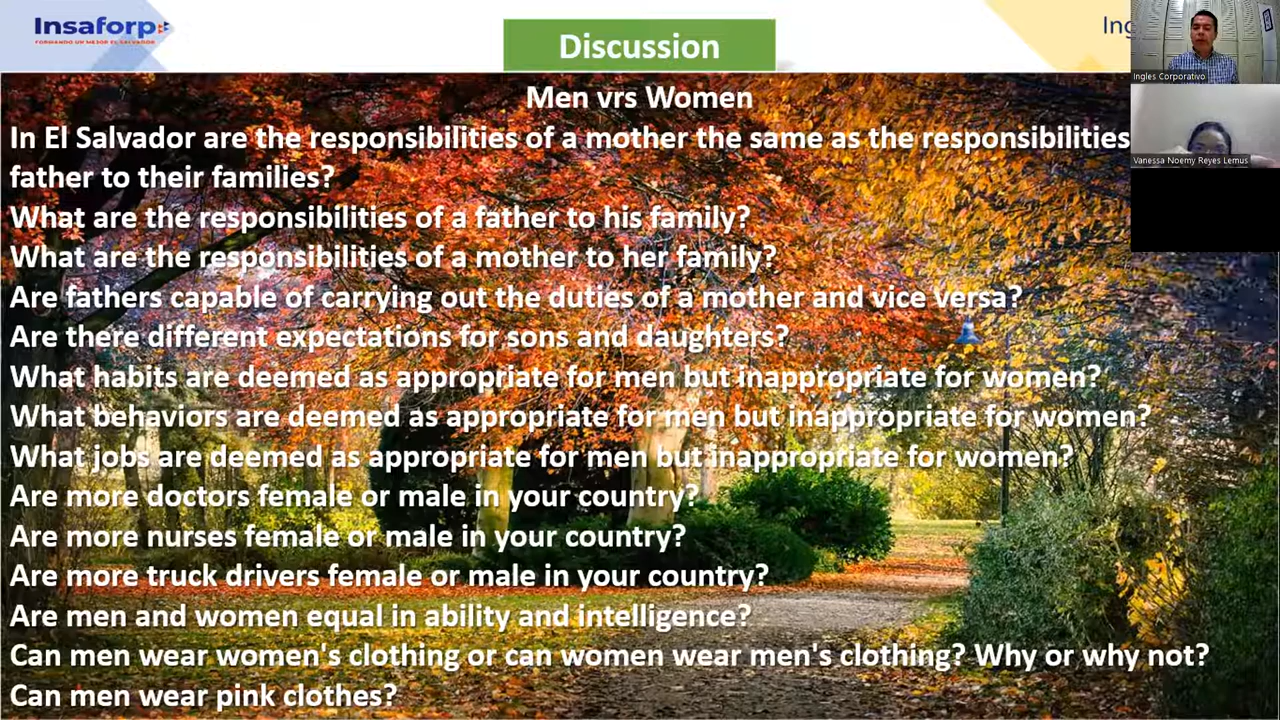 Insaforp
FORMANDO UN MEJOR EL SALVADOR
Discussion
Ing
Ingles Corporativo
Vanessa Noemy Reyes Lemus
Men vrs Women
In El Salvador are the responsibilities of a mother the same as the responsibilities
father to their families?
What are the responsibilities of a father to his family?
What are the responsibilities of a mother to her family?
Are fathers capable of carrying out the duties of a mother and vice versa?
Are there different expectations for sons and daughters?
What habits are deemed as appropriate for men but inappropriate for women?
What behaviors are deemed as appropriate for men but inappropriate for women?
What jobs are deemed as appropriate for men but inappropriate for women?
Are more doctors female or male in your country?
Are more nurses female or male in your country?
Are more truck drivers female or male in your country?
Are men and women equal in ability and intelligence?
Can men wear women's clothing or can women wear men's clothing? Why or why not?
Can men wear pink clothes?